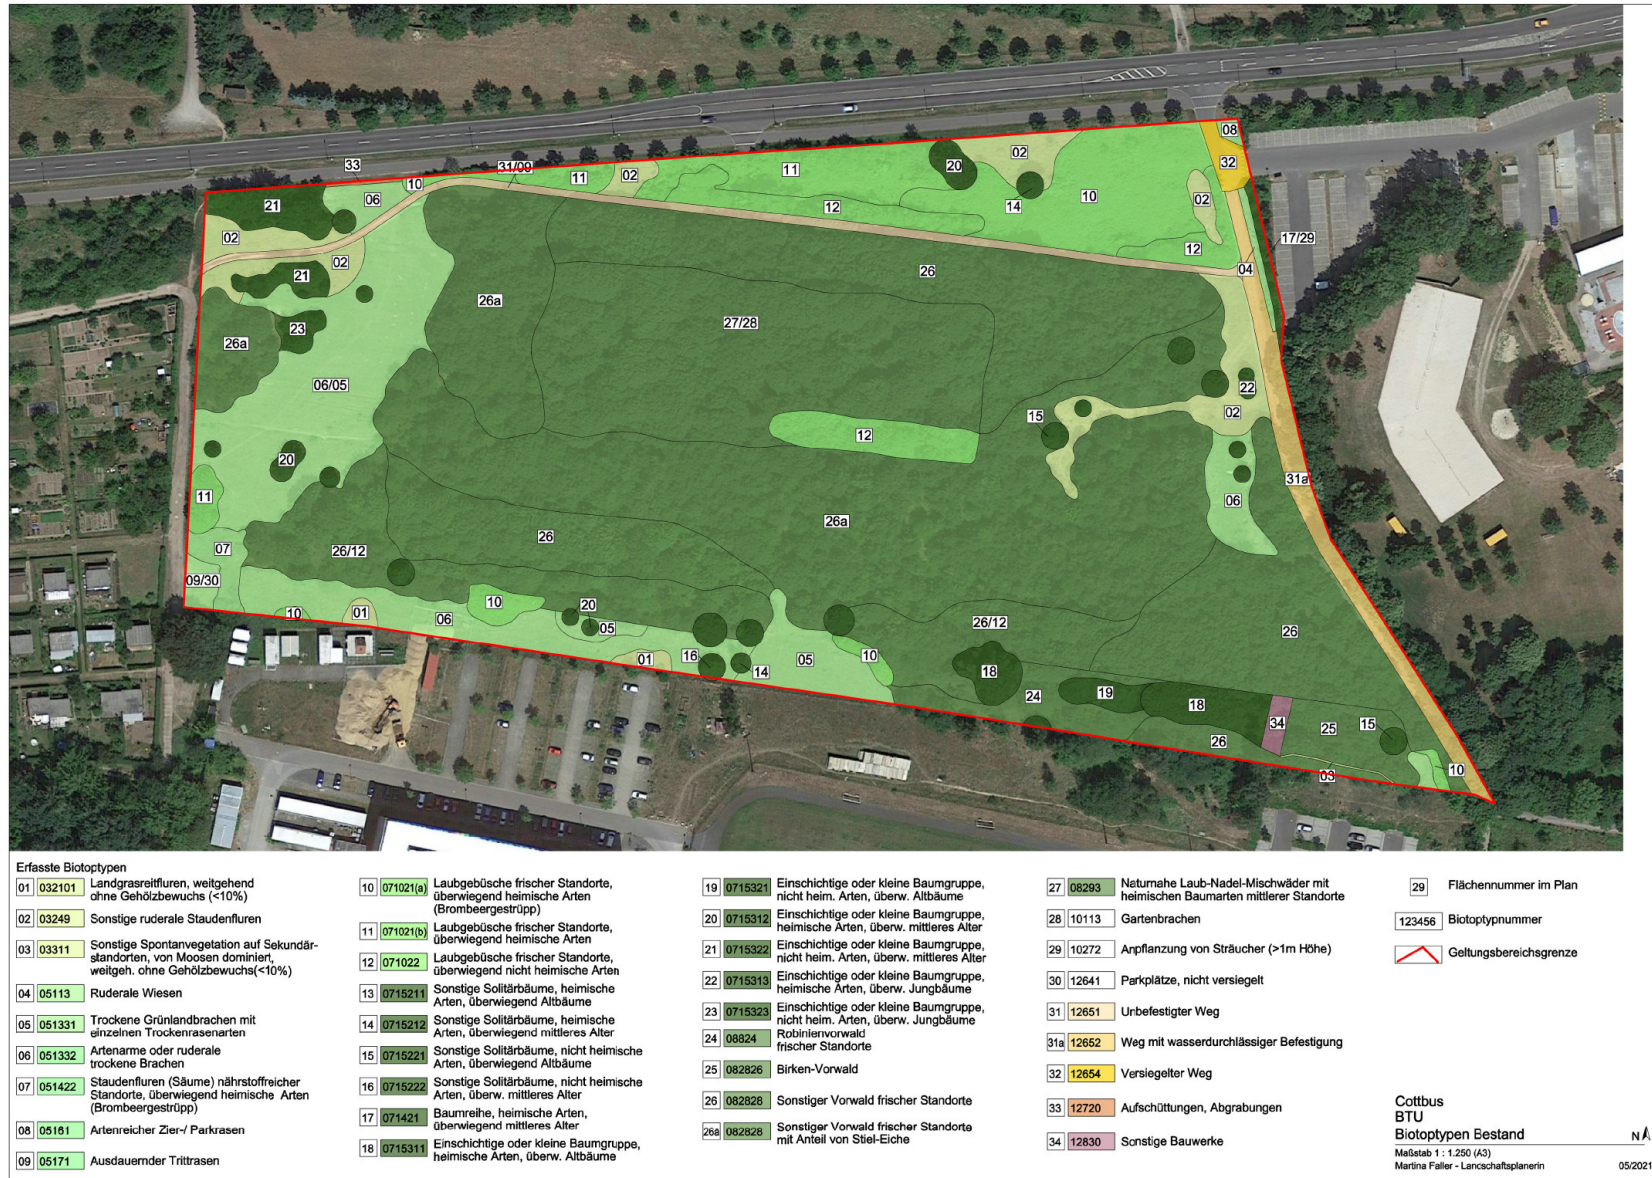 33
31/09
10
06
21
02
02
21
23
26a
06/05
20
11
07
09/30
10
01
06
10
20
05
01
16
14
05
10
11
02
11
12
20
02
14
10
02
12
08
32
17/29
04
26
26a
27/28
12
15
22
02
06
31a
26a
26
26/12
26/12
26
18
24
19
18
26
34
25
15
03
10
Erfasste Biotoptypen
01 032101 Landgrasreitfluren, weitgehend
ohne Gehölzbewuchs (<10%)
02 03249 Sonstige ruderale Staudenfluren
03 03311 Sonstige Spontanvegetation auf Sekundär-
standorten, von Moosen dominiert,
weitgeh. ohne Gehölzbewuchs(<10%)
04 05113 Ruderale Wiesen
05 051331 Trockene Grünlandbrachen mit
einzelnen Trockenrasenarten
06 051332 Artenarme oder ruderale
trockene Brachen
07 051422 Staudenfluren (Säume) nährstoffreicher
Standorte, überwiegend heimische Arten
(Brombeergestrüpp)
08 05161 Artenreicher Zier-/ Parkrasen
09 05171 Ausdauernder Trittrasen
10 071021(a) Laubgebüsche frischer Standorte,
überwiegend heimische Arten
(Brombeergestrüpp)
11 071021(b) Laubgebüsche frischer Standorte,
überwiegend heimische Arten
12 071022 Laubgebüsche frischer Standorte,
überwiegend nicht heimische Arten
13 0715211 Sonstige Solitärbäume, heimische
Arten, überwiegend Altbäume
14 0715212 Sonstige Solitärbäume, heimische
Arten, überwiegend mittleres Alter
15 0715221 Sonstige Solitärbäume, nicht heimische
Arten, überwiegend Altbäume
16 0715222 Sonstige Solitärbäume, nicht heimische
Arten, überw. mittleres Alter
17 071421 Baumreihe, heimische Arten,
überwiegend mittleres Alter
18 0715311 Einschichtige oder kleine Baumgruppe,
heimische Arten, überw. Altbäume
19 0715321 Einschichtige oder kleine Baumgruppe,
nicht heim. Arten, überw. Altbäume
20 0715312 Einschichtige oder kleine Baumgruppe,
heimische Arten, überw. mittleres Alter
21 0715322 Einschichtige oder kleine Baumgruppe,
nicht heim. Arten, überw. mittleres Alter
22 0715313 Einschichtige oder kleine Baumgruppe,
heimische Arten, überw. Jungbäume
23 0715323 Einschichtige oder kleine Baumgruppe,
nicht heim. Arten, überw. Jungbäume
24 08824 Robinienvorwald
frischer Standorte
25 082826 Birken-Vorwald
26 082828 Sonstiger Vorwald frischer Standorte
26a 082828 Sonstiger Vorwald frischer Standorte
mit Anteil von Stiel-Eiche
27 08293 Naturnahe Laub-Nadel-Mischwäder mit
heimischen Baumarten mittlerer Standorte
28 10113 Gartenbrachen
29 10272 Anpflanzung von Sträucher (>1m Höhe)
30 12641 Parkplätze, nicht versiegelt
31 12651 Unbefestigter Weg
31a 12652 Weg mit wasserdurchlässiger Befestigung
32 12654 Versiegelter Weg
33 12720 Aufschüttungen, Abgrabungen
34 12830 Sonstige Bauwerke
29 Flächennummer im Plan
123456 Biotoptypnummer
Geltungsbereichsgrenze
Cottbus
BTU
Biotoptypen Bestand N
Maßstab 1 : 1.250 (A3)
Martina Faller - Lancschaftsplanerin 05/2021